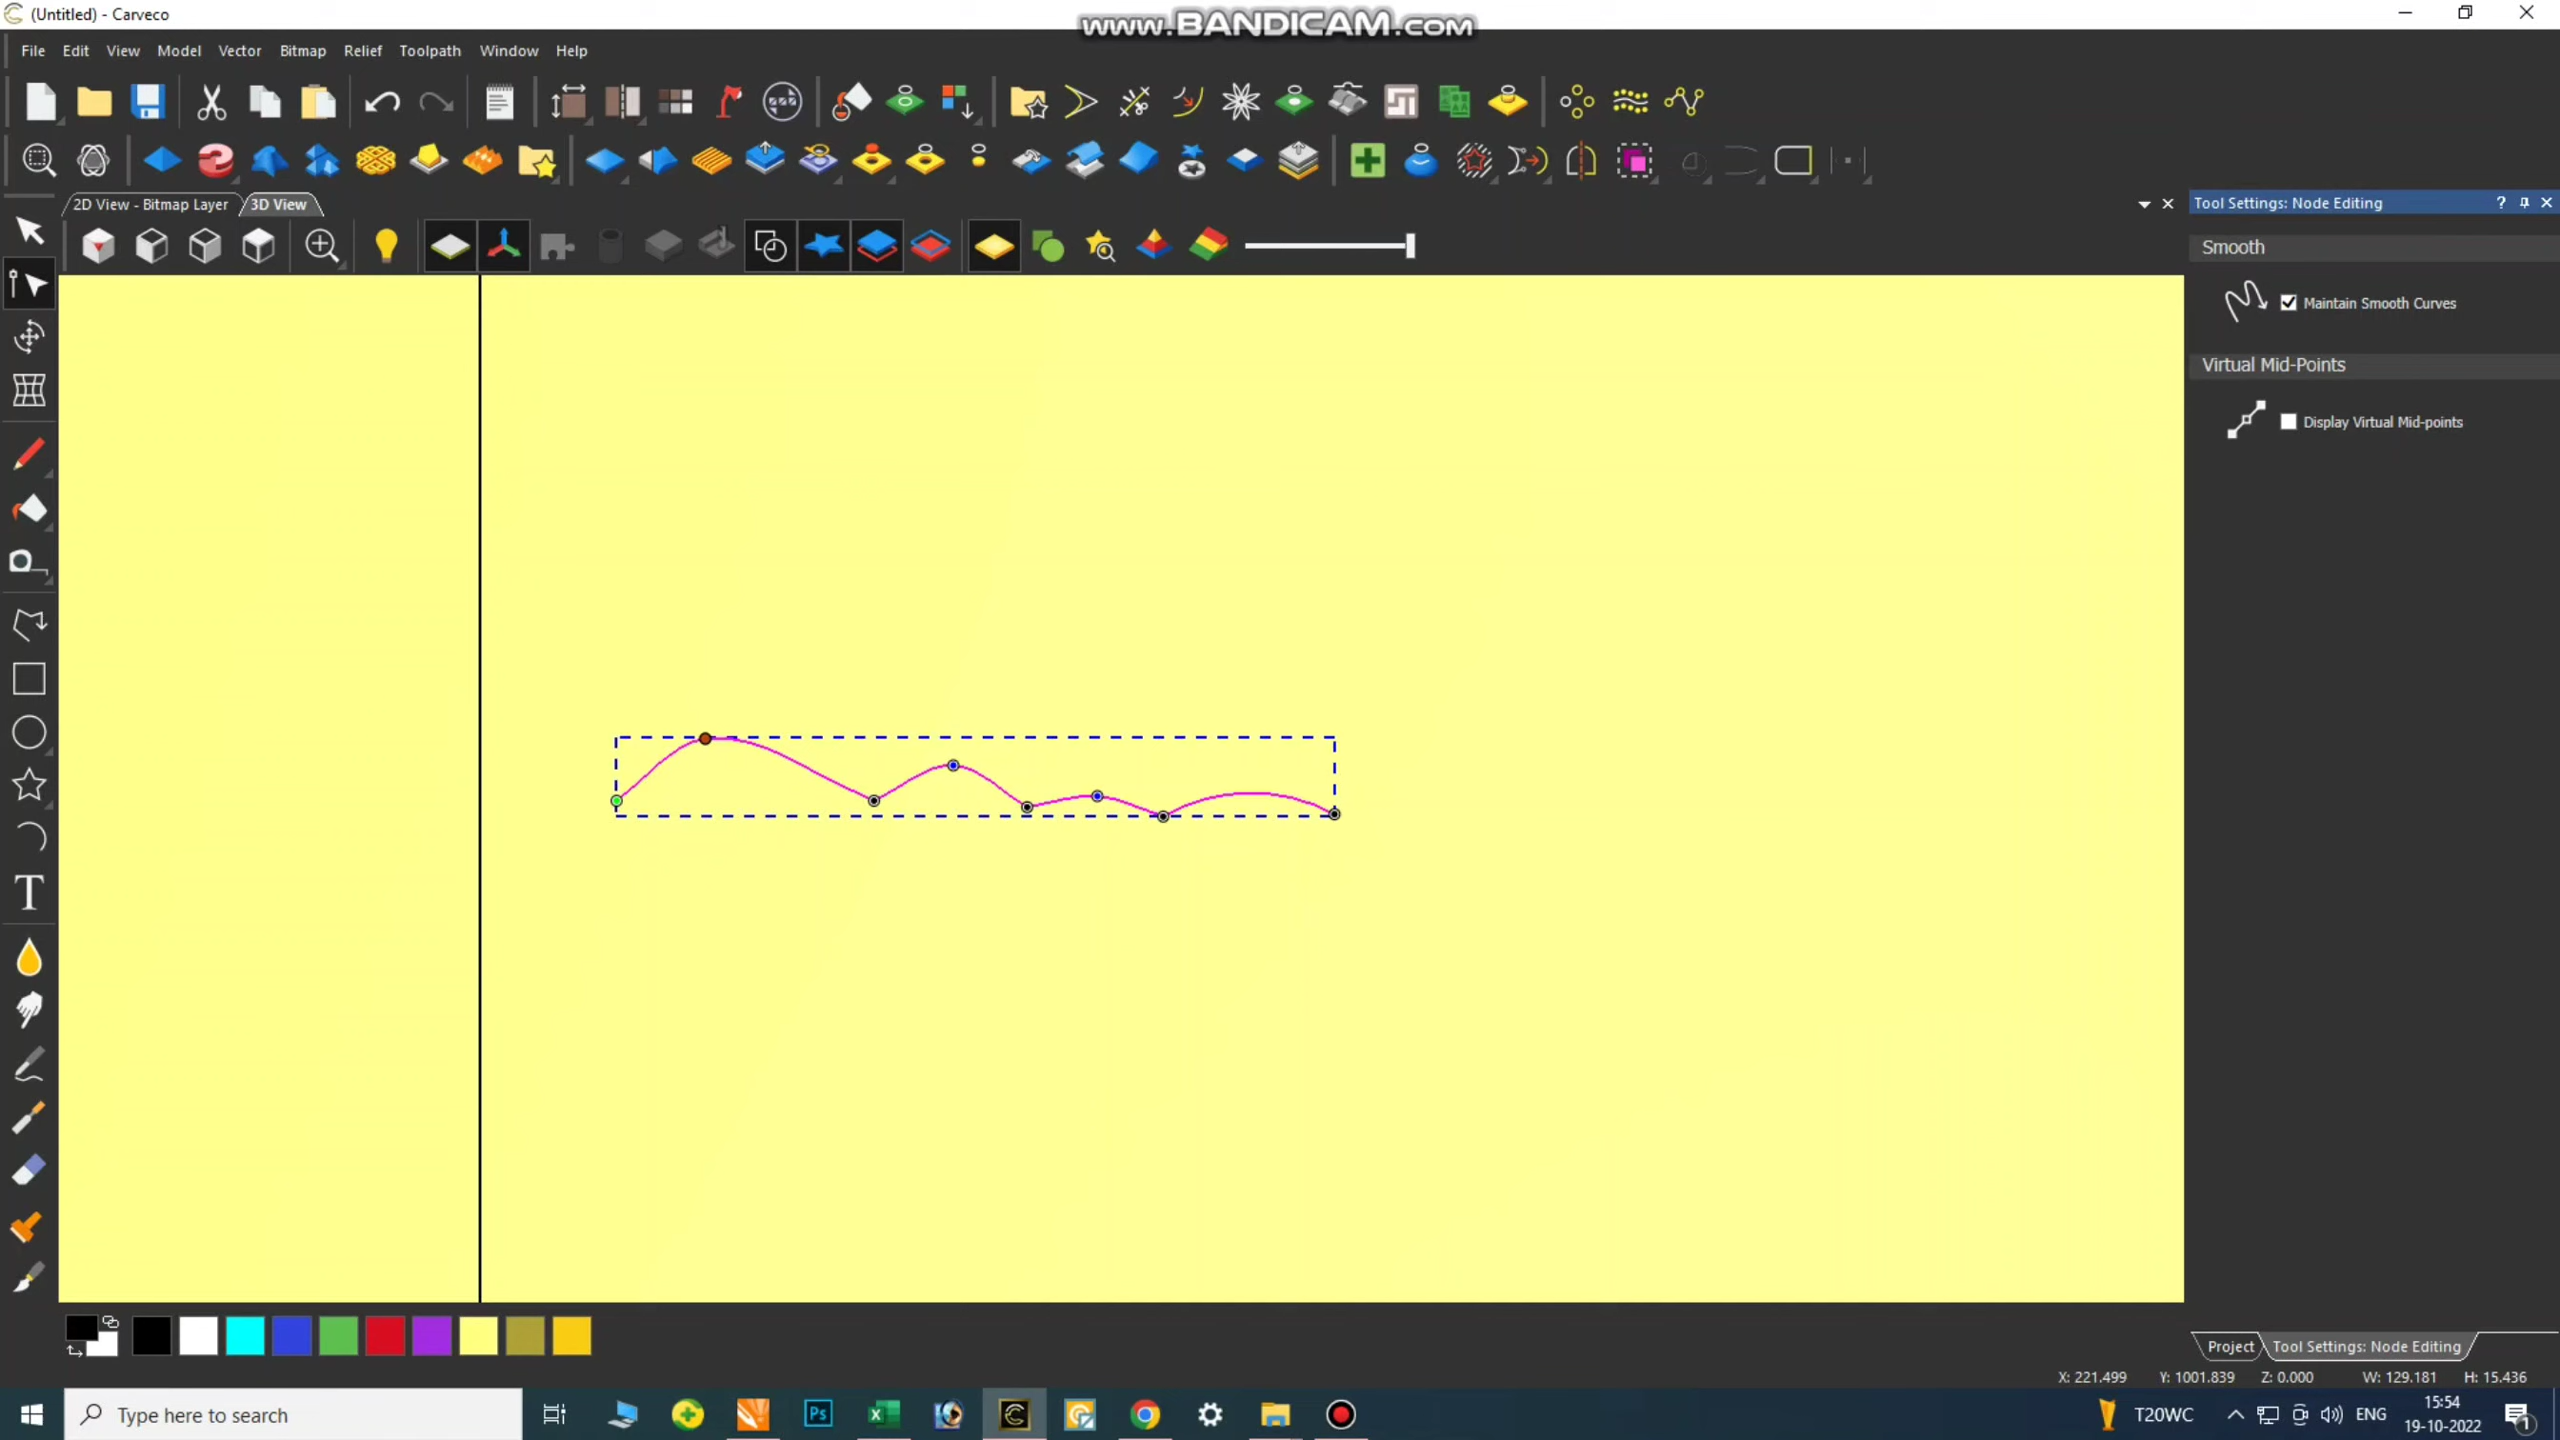 (Untitled) - Carveco
www.BANDICAM.com
File Edit View Model Vector Bitmap Relief Toolpath Window Help
2D View - Bitmap Layer 3D View
Tool Settings: Node Editing
Smooth
Maintain Smooth Curves
Virtual Mid-Points
Display Virtual Mid-points
T
Project Tool Settings: Node Editing
X: 221.499 Y: 1001.839 Z: 0.000 W: 129.181 H: 15.436
Type here to search
Ps
T20WC
ENG
15:54
19-10-2022
1